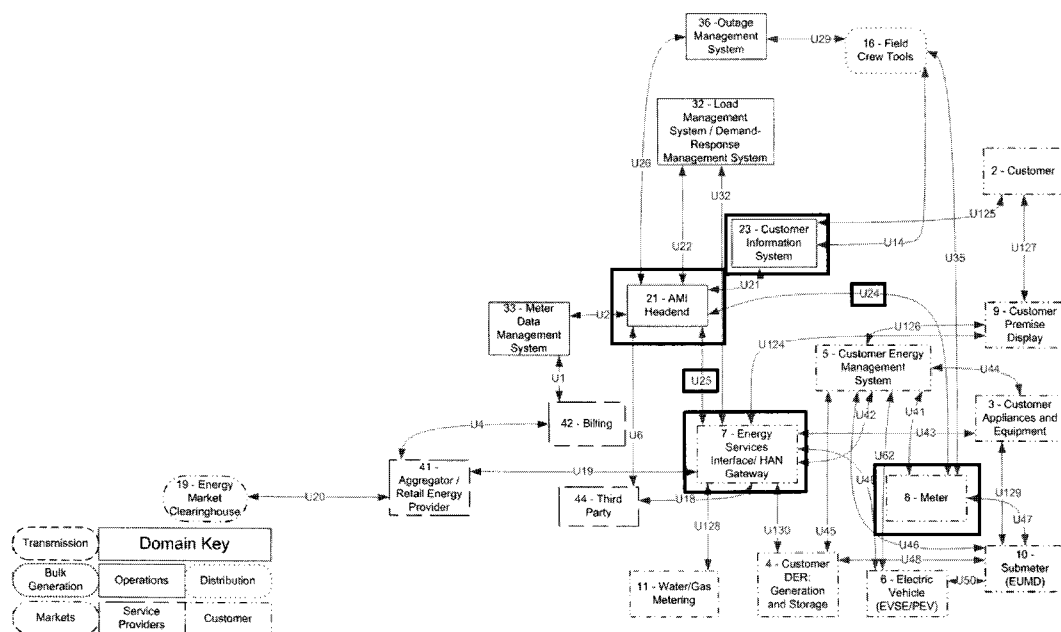 36 -Outage
Management
System
U29
16 - Field
Crew Tools
32 - Load
Management
System / Demand-
Response
Management System
2 - Customer
U26
U32
U125
23 - Customer
Information
System
U14
U22
U127
U35
U21
21 - AMI
Headend
U24
33 - Meter
Data
Management
System
U2
9 - Customer
Premise
Display
U126
U124
5 - Customer Energy
Management
System
U44
U25
U1
3 - Customer
Appliances and
Equipment
42 - Billing
U42
U41
U4
U6
7 - Energy
Services
Interface/ HAN
Gateway
U43
U62
41 -
Aggregator /
Retail Energy
Provider
U19
19 - Energy
Market
Clearinghouse
U20
8 - Meter
U129
44 - Third
Party
U18
U47
U128
U130
U45
U46
Transmission
Domain Key
U48
10 -
Submeter
(EUMD)
Bulk
Generation
Operations
Distribution
11 - Water/Gas
Metering
4 - Customer
DER:
Generation
and Storage
6 - Electric
Vehicle
(EVSE/PEV)
U50
Markets
Service
Providers
Customer